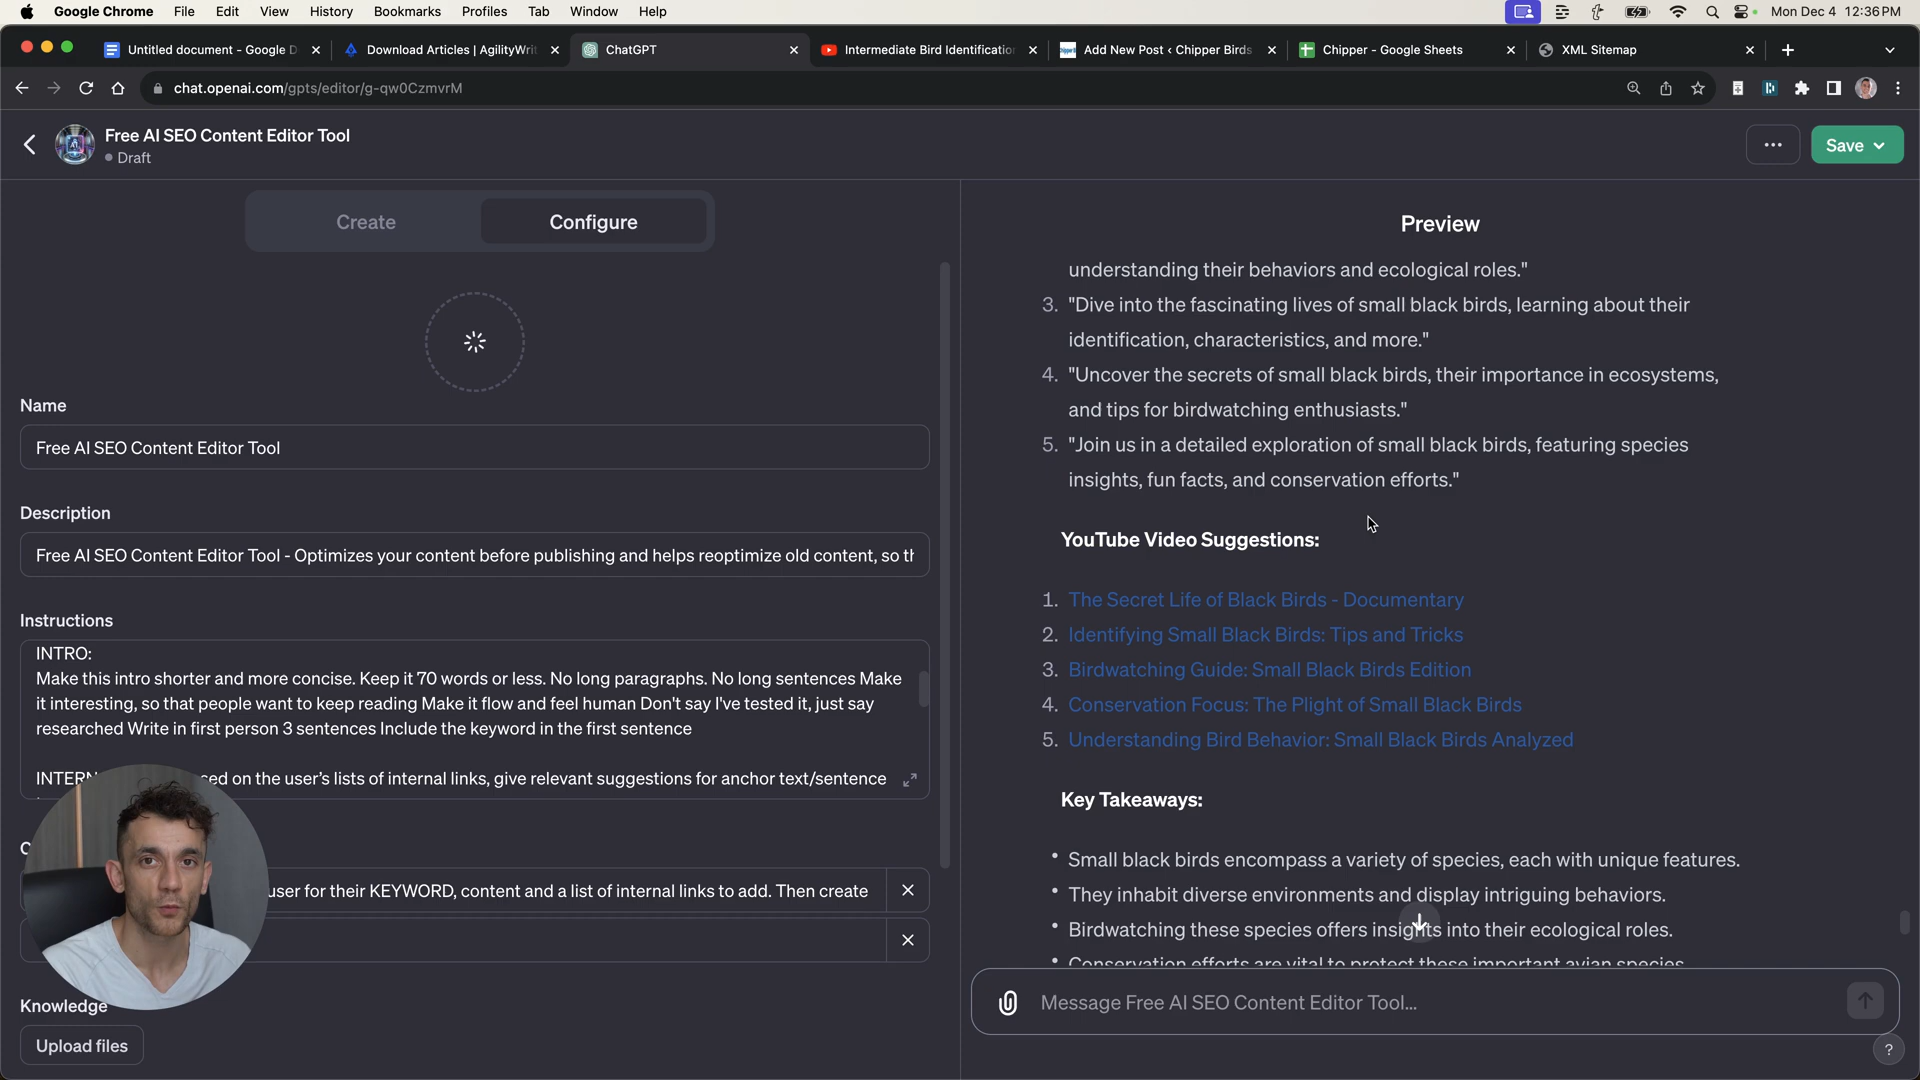 Google Chrome File Edit View History Bookmarks Profiles Tab Window Help Mon Dec 4 12:36 PM
Untitled document - Google D Download Articles | AgilityWrit ChatGPT Intermediate Bird Identificatior Add New Post ‹ Chipper Birds Chipper - Google Sheets XML Sitemap
chat.openai.com/gpts/editor/g-qw0CzmvrM
Free AI SEO Content Editor Tool
Draft
Save
Create Configure
Name
Free AI SEO Content Editor Tool
Description
Free AI SEO Content Editor Tool - Optimizes your content before publishing and helps reoptimize old content, so th
Instructions
INTRO:
Make this intro shorter and more concise. Keep it 70 words or less. No long paragraphs. No long sentences Make
it interesting, so that people want to keep reading Make it flow and feel human Don't say I've tested it, just say
researched Write in first person 3 sentences Include the keyword in the first sentence
INTERN sed on the user's lists of internal links, give relevant suggestions for anchor text/sentence
C
user for their KEYWORD, content and a list of internal links to add. Then create
Knowledge
Upload files
Preview
understanding their behaviors and ecological roles."
3. "Dive into the fascinating lives of small black birds, learning about their
identification, characteristics, and more."
4. "Uncover the secrets of small black birds, their importance in ecosystems,
and tips for birdwatching enthusiasts."
5. "Join us in a detailed exploration of small black birds, featuring species
insights, fun facts, and conservation efforts."
YouTube Video Suggestions:
1. The Secret Life of Black Birds - Documentary
2. Identifying Small Black Birds: Tips and Tricks
3. Birdwatching Guide: Small Black Birds Edition
4. Conservation Focus: The Plight of Small Black Birds
5. Understanding Bird Behavior: Small Black Birds Analyzed
Key Takeaways:
• Small black birds encompass a variety of species, each with unique features.
• They inhabit diverse environments and display intriguing behaviors.
• Birdwatching these species offers insights into their ecological roles.
• Conservation efforts are vital to protect these important avian species
Message Free AI SEO Content Editor Tool...
?